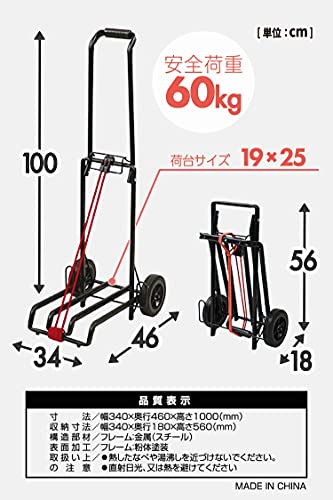 [単位:cm]
安全荷重
60kg
荷台サイズ 19×25
100
56
46
34
18
品質表示
寸法/幅340×奥行460×高さ1000(mm)
収納寸法/幅340×奥行180×高さ560(mm)
構造部材/フレーム:金属(スチール)
表面加工/フレーム:粉体塗装
取扱い上/●熱したなべや湯沸しを近づけないでください。
の注意/●直射日光、又は熱を避けてください
MADE IN CHINA